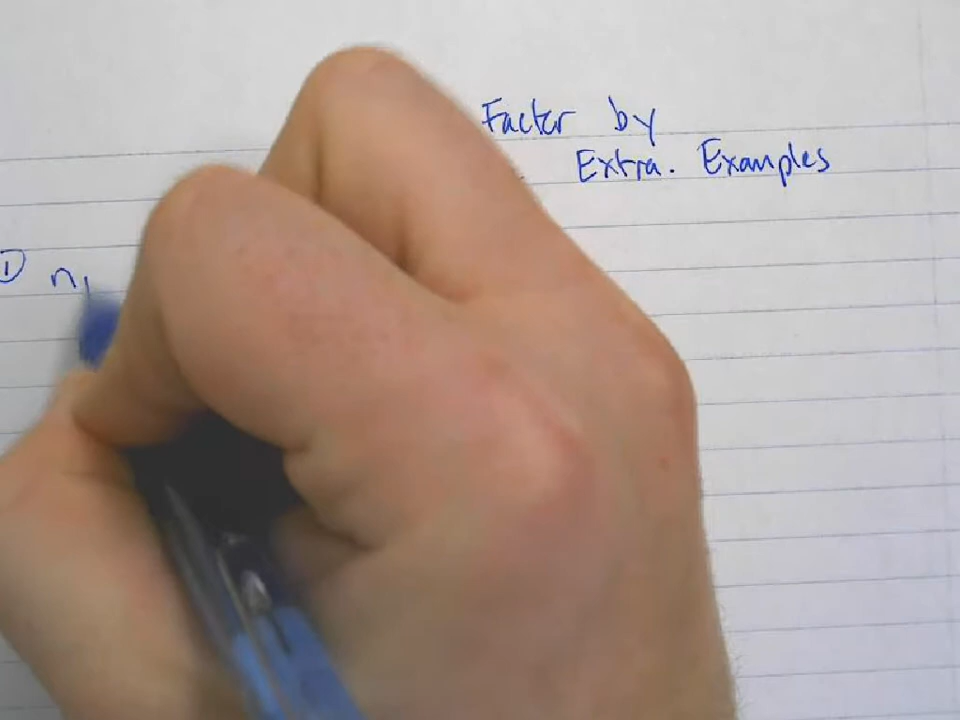 Factor by
Extra. Examples
① n